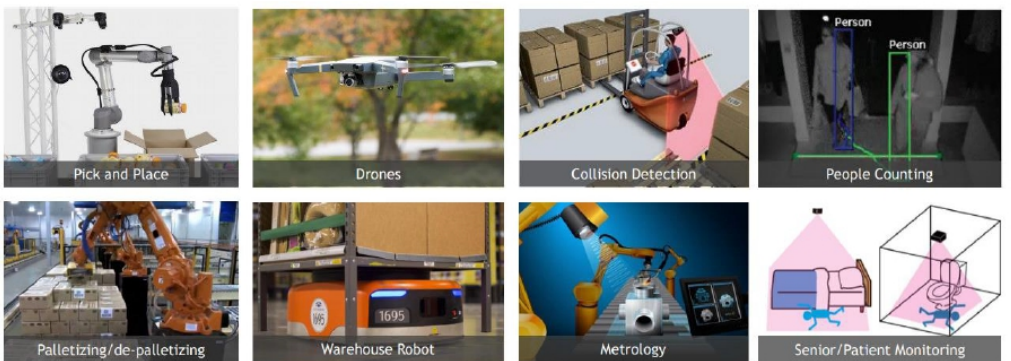 Person
Person
Pick and Place
Drones
Collision Detection
People Counting
1695
1695
Palletizing/de-palletizing
Warehouse Robot
Metrology
Senior/Patient Monitoring